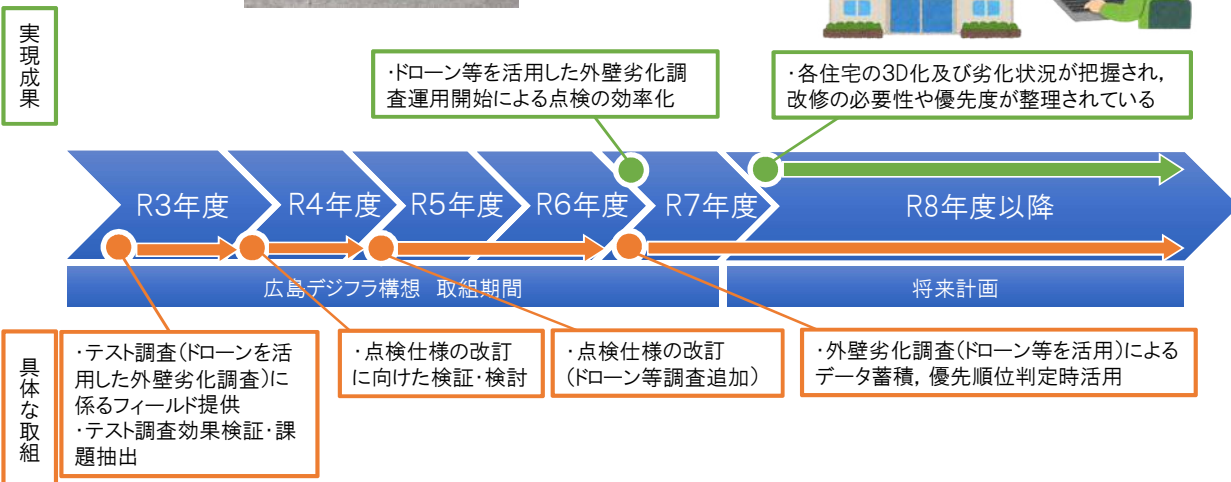 実現成果
・ドローン等を活用した外壁劣化調
査運用開始による点検の効率化
・各住宅の3D化及び劣化状況が把握され,
改修の必要性や優先度が整理されている
R3年度
R4年度
R5年度
R6年度
R7年度
R8年度以降
広島デジフラ構想 取組期間
将来計画
具体な取組
・テスト調査(ドローンを活
用した外壁劣化調査)に
係るフィールド提供
・テスト調査効果検証・課
題抽出
・点検仕様の改訂
に向けた検証・検討
・点検仕様の改訂
(ドローン等調査追加)
・外壁劣化調査(ドローン等を活用)による
データ蓄積, 優先順位判定時活用